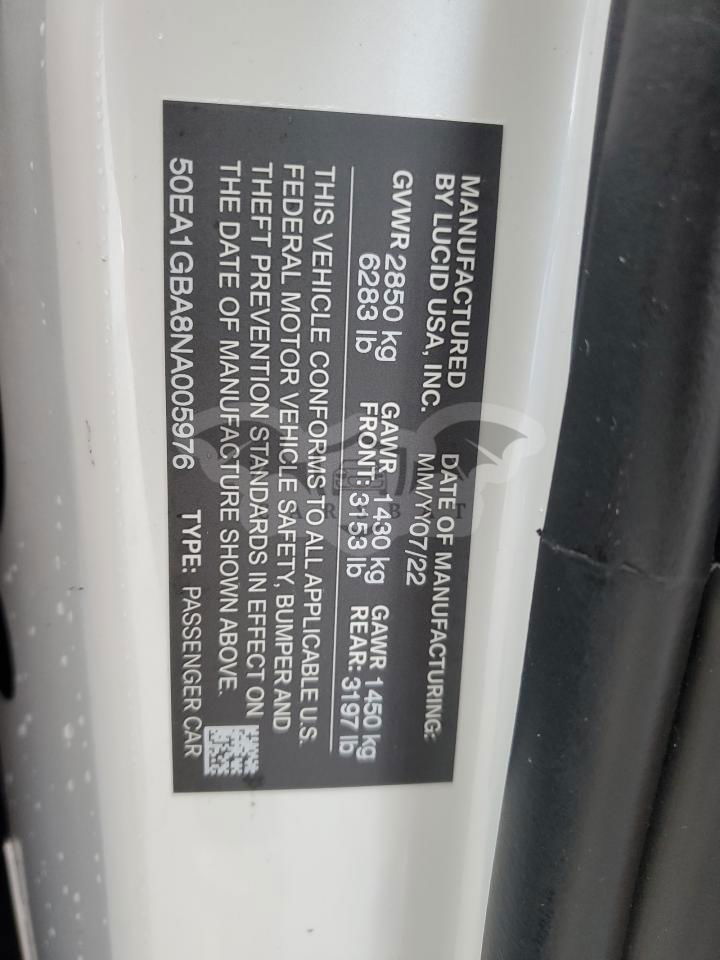 MANUFACTURED
BY LUCID USA, INC.
DATE OF MANUFACTURING:
MM/YY07/22
GVWR 2850 kg
6283 lb
GAWR 1430 kg
FRONT: 3153 lb
GAWR 1450 kg
REAR: 3197 lb
THIS VEHICLE CONFORMS TO ALL APPLICABLE U.S.
FEDERAL MOTOR VEHICLE SAFETY, BUMPER AND
THEFT PREVENTION STANDARDS IN EFFECT ON
THE DATE OF MANUFACTURE SHOWN ABOVE.
50EA1GBA8NA005976
TYPE: PASSENGER CAR